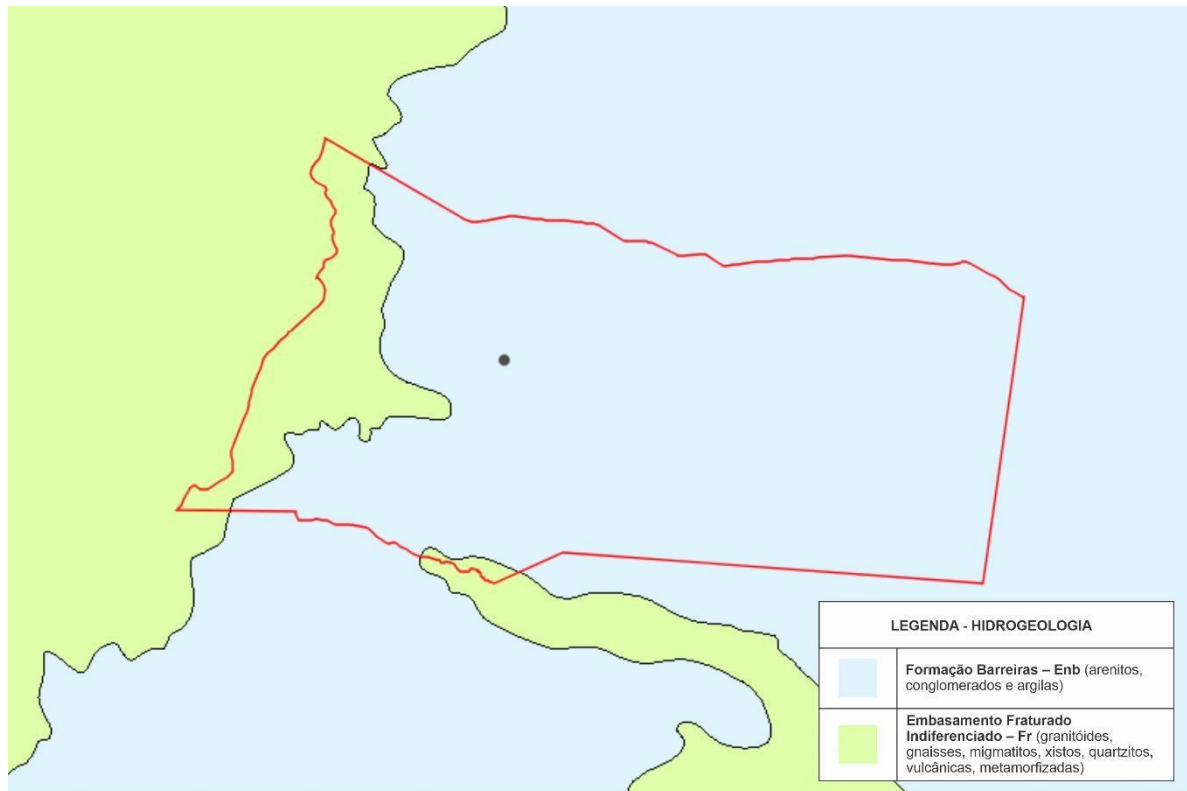 LEGENDA - HIDROGEOLOGIA
Formação Barreiras – Enb (arenitos,
conglomerados e argilas)
Embasamento Fraturado
Indiferenciado – Fr (granitóides,
gnaisses, migmatitos, xistos, quartzitos,
vulcânicas, metamorfizadas)